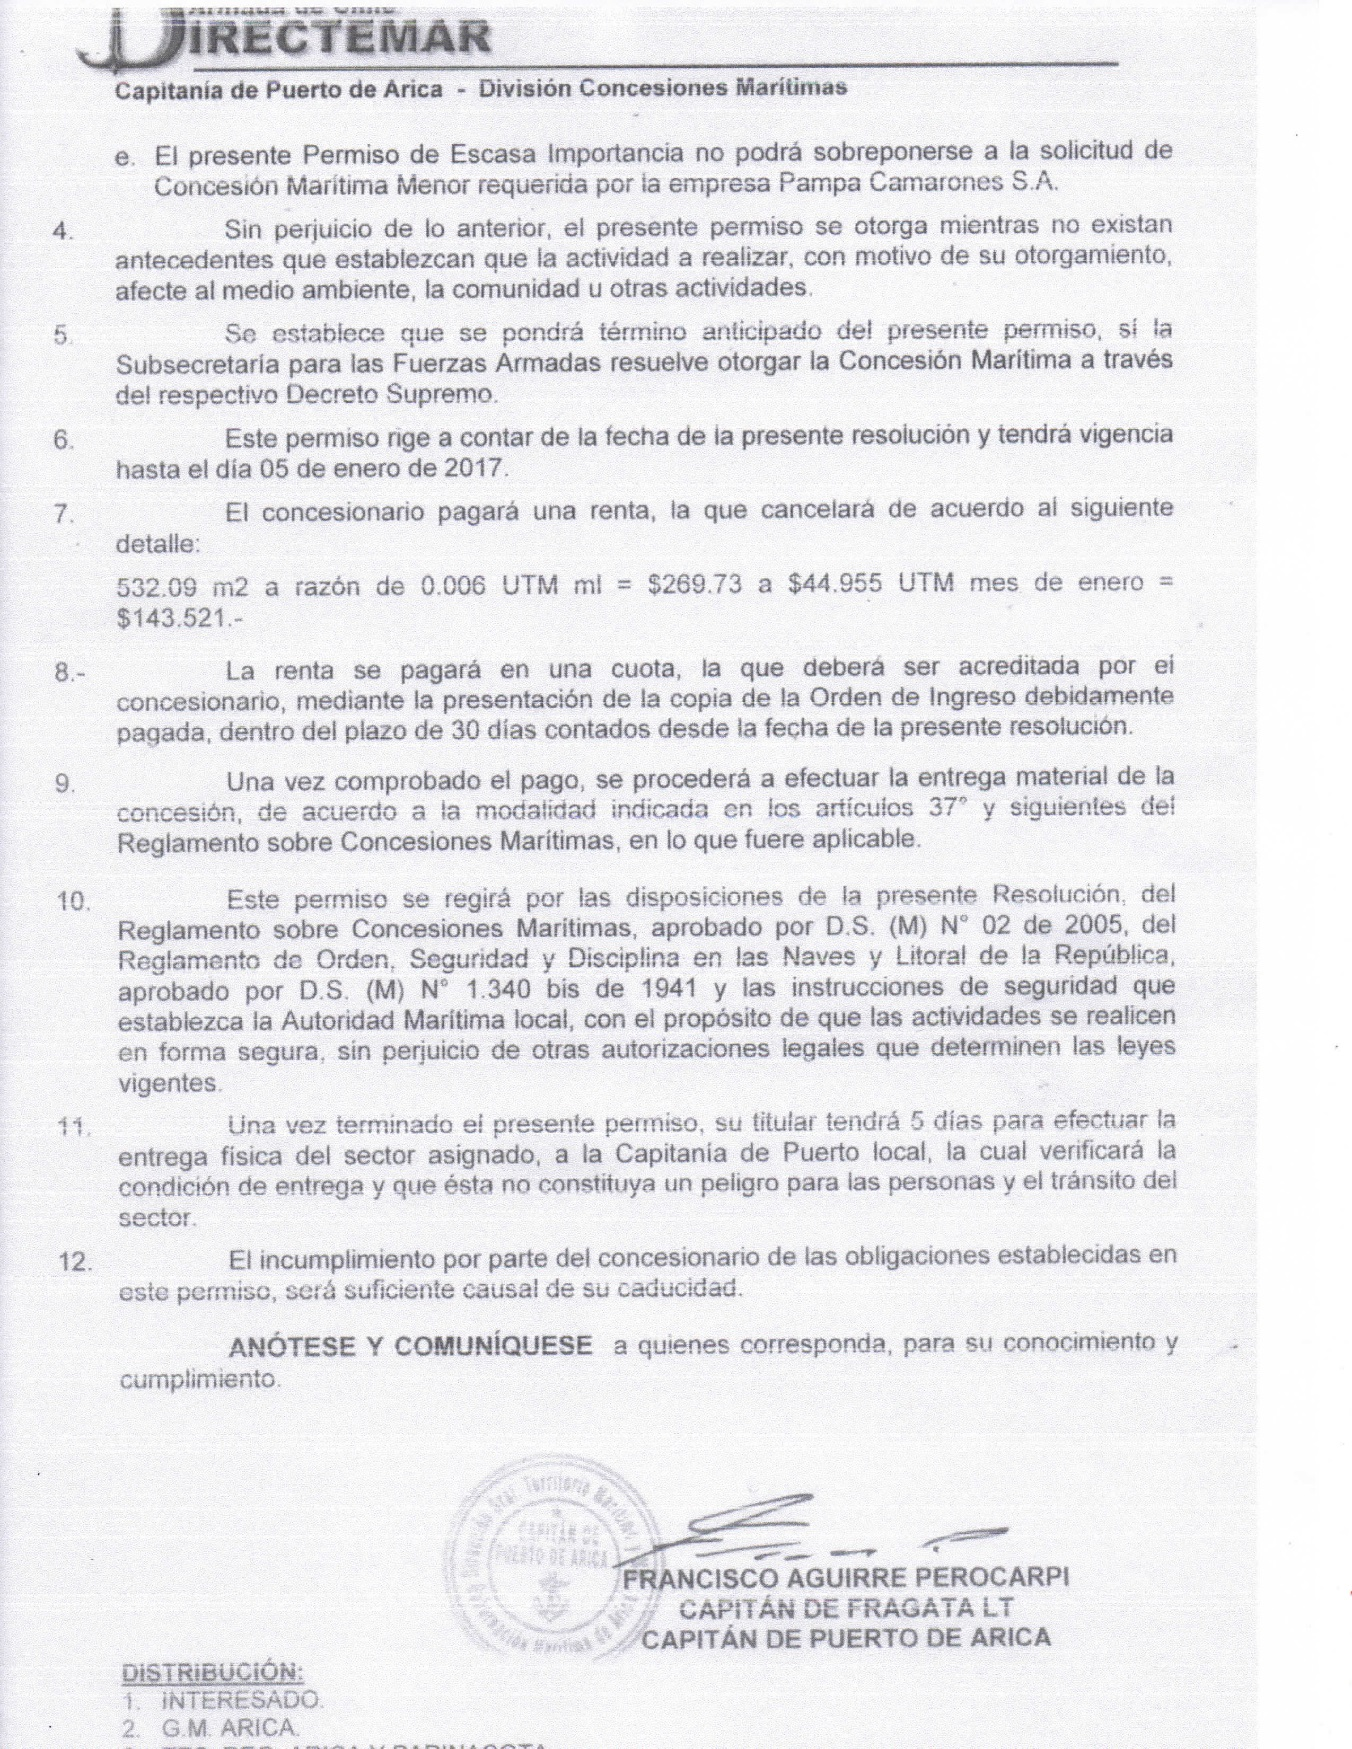 Armada de Chile
DIRECTEMAR
Capitanía de Puerto de Arica - División Concesiones Marítimas
e. El presente Permiso de Escasa Importancia no podrá sobreponerse a la solicitud de
Concesión Marítima Menor requerida por la empresa Pampa Camarones S.A.
4. Sin perjuicio de lo anterior, el presente permiso se otorga mientras no existan
antecedentes que establezcan que la actividad a realizar, con motivo de su otorgamiento,
afecte al medio ambiente, la comunidad u otras actividades.
5. Se establece que se pondrá término anticipado del presente permiso, sí la
Subsecretaría para las Fuerzas Armadas resuelve otorgar la Concesión Marítima a través
del respectivo Decreto Supremo.
6. Este permiso rige a contar de la fecha de la presente resolución y tendrá vigencia
hasta el día 05 de enero de 2017.
7. El concesionario pagará una renta, la que cancelará de acuerdo al siguiente
detalle:
532.09 m2 a razón de 0.006 UTM ml = $269.73 a $44.955 UTM mes de enero =
$143.521.-
8.- La renta se pagará en una cuota, la que deberá ser acreditada por el
concesionario, mediante la presentación de la copia de la Orden de Ingreso debidamente
pagada, dentro del plazo de 30 días contados desde la fecha de la presente resolución.
9. Una vez comprobado el pago, se procederá a efectuar la entrega material de la
concesión, de acuerdo a la modalidad indicada en los artículos 37° y siguientes del
Reglamento sobre Concesiones Marítimas, en lo que fuere aplicable.
10. Este permiso se regirá por las disposiciones de la presente Resolución, del
Reglamento sobre Concesiones Marítimas, aprobado por D.S. (M) N° 02 de 2005, del
Reglamento de Orden, Seguridad y Disciplina en las Naves y Litoral de la República,
aprobado por D.S. (M) N° 1.340 bis de 1941 y las instrucciones de seguridad que
establezca la Autoridad Marítima local, con el propósito de que las actividades se realicen
en forma segura, sin perjuicio de otras autorizaciones legales que determinen las leyes
vigentes.
11. Una vez terminado el presente permiso, su titular tendrá 5 días para efectuar la
entrega física del sector asignado, a la Capitanía de Puerto local, la cual verificará la
condición de entrega y que ésta no constituya un peligro para las personas y el tránsito del
sector.
12. El incumplimiento por parte del concesionario de las obligaciones establecidas en
este permiso, será suficiente causal de su caducidad.
ANÓTESE Y COMUNÍQUESE a quienes corresponda, para su conocimiento y
cumplimiento.
Dirección Gral. Territorio Marítimo
CAPITÁN DE
PUERTO DE ARICA
Gobernación Marítima de Arica
FRANCISCO AGUIRRE PEROCARPI
CAPITÁN DE FRAGATA LT
CAPITÁN DE PUERTO DE ARICA
DISTRIBUCIÓN:
1. INTERESADO.
2. G.M. ARICA.